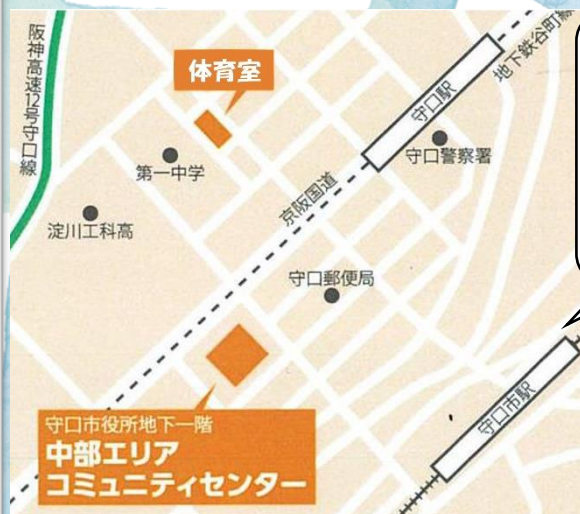 阪神高速12号守口線
体育室
地下鉄谷町線
守口駅
守口警察署
第一中学
京阪国道
淀川工科高
守口郵便局
守口市駅
守口市役所地下一階
中部エリア
コミュニティセンター